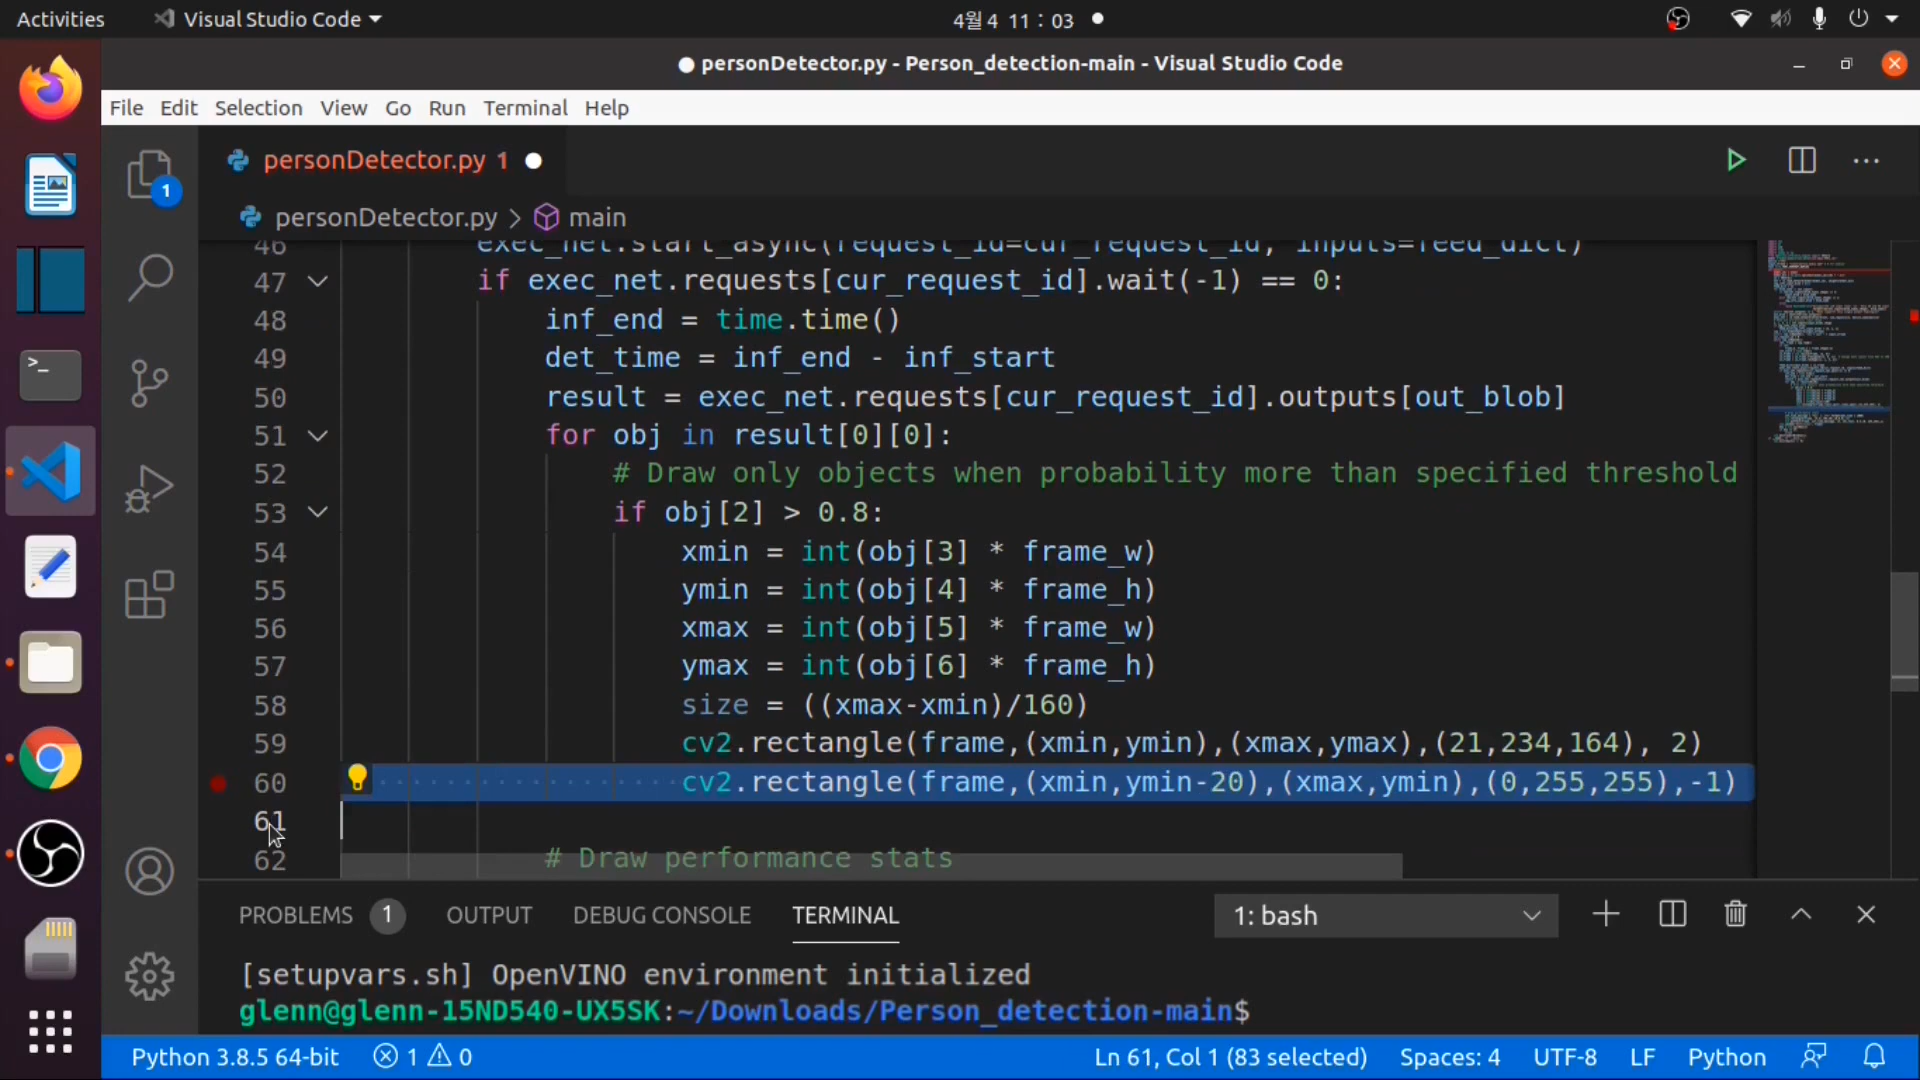 Activities Visual Studio Code 4월 4 11 : 03
personDetector.py - Person_detection-main - Visual Studio Code
File Edit Selection View Go Run Terminal Help
1 personDetector.py 1
personDetector.py > main
46 exec_net.start_async(request_id=cur_request_id, inputs=feed_dict)
47 if exec_net.requests[cur_request_id].wait(-1) == 0:
48 inf_end = time.time()
49 det_time = inf_end - inf_start
50 result = exec_net.requests[cur_request_id].outputs[out_blob]
51 for obj in result[0][0]:
52 # Draw only objects when probability more than specified threshold
53 if obj[2] > 0.8:
54 xmin = int(obj[3] * frame_w)
55 ymin = int(obj[4] * frame_h)
56 xmax = int(obj[5] * frame_w)
57 ymax = int(obj[6] * frame_h)
58 size = ((xmax-xmin)/160)
59 cv2.rectangle(frame,(xmin,ymin),(xmax,ymax),(21,234,164), 2)
60 cv2.rectangle(frame,(xmin,ymin-20),(xmax,ymin),(0,255,255),-1)
61
62 # Draw performance stats
PROBLEMS 1 OUTPUT DEBUG CONSOLE TERMINAL 1: bash
[setupvars.sh] OpenVINO environment initialized
glenn@glenn-15ND540-UX5SK:~/Downloads/Person_detection-main$
Python 3.8.5 64-bit 1 0 Ln 61, Col 1 (83 selected) Spaces: 4 UTF-8 LF Python